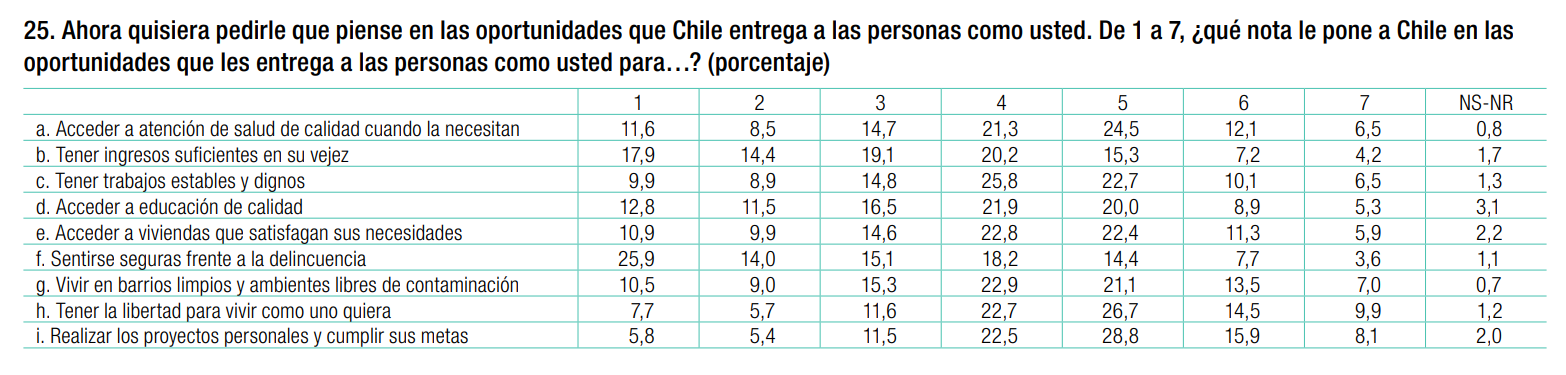 25. Ahora quisiera pedirle que piense en las oportunidades que Chile entrega a las personas como usted. De 1 a 7, ¿qué nota le pone a Chile en las
oportunidades que les entrega a las personas como usted para…? (porcentaje)
1 2 3 4 5 6 7 NS-NR
a. Acceder a atención de salud de calidad cuando la necesitan 11,6 8,5 14,7 21,3 24,5 12,1 6,5 0,8
b. Tener ingresos suficientes en su vejez 17,9 14,4 19,1 20,2 15,3 7,2 4,2 1,7
c. Tener trabajos estables y dignos 9,9 8,9 14,8 25,8 22,7 10,1 6,5 1,3
d. Acceder a educación de calidad 12,8 11,5 16,5 21,9 20,0 8,9 5,3 3,1
e. Acceder a viviendas que satisfagan sus necesidades 10,9 9,9 14,6 22,8 22,4 11,3 5,9 2,2
f. Sentirse seguras frente a la delincuencia 25,9 14,0 15,1 18,2 14,4 7,7 3,6 1,1
g. Vivir en barrios limpios y ambientes libres de contaminación 10,5 9,0 15,3 22,9 21,1 13,5 7,0 0,7
h. Tener la libertad para vivir como uno quiera 7,7 5,7 11,6 22,7 26,7 14,5 9,9 1,2
i. Realizar los proyectos personales y cumplir sus metas 5,8 5,4 11,5 22,5 28,8 15,9 8,1 2,0